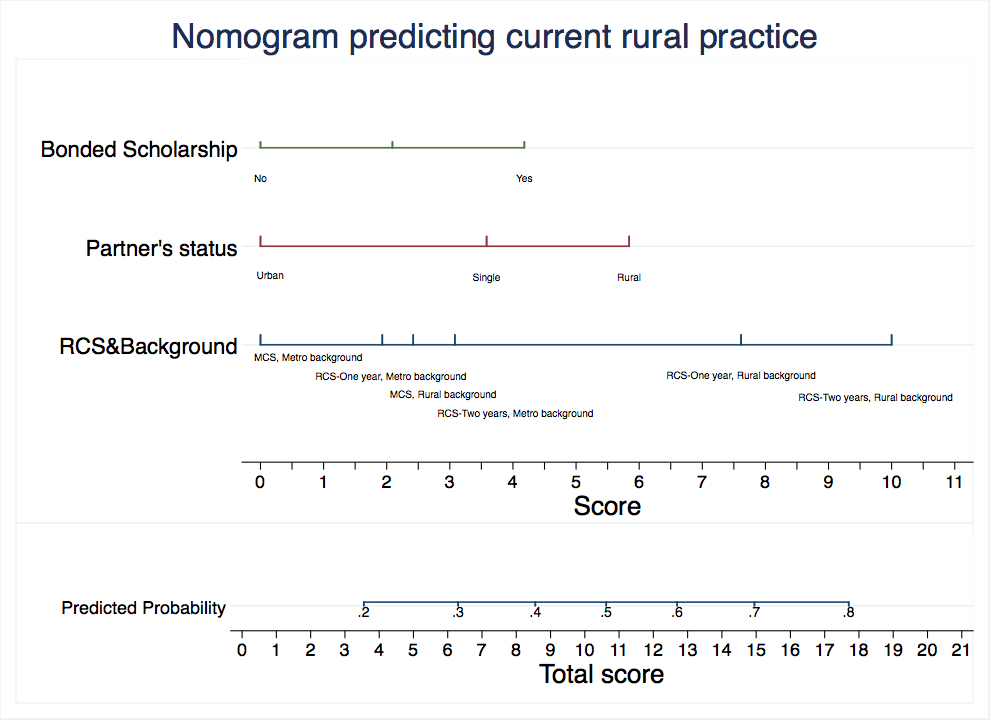 Nomogram predicting current rural practice
Bonded Scholarship
No Yes
Partner's status
Urban Single Rural
RCS&Background
MCS, Metro background
RCS-One year, Metro background RCS-One year, Rural background
MCS, Rural background RCS-Two years, Rural background
RCS-Two years, Metro background
0 1 2 3 4 5 6 7 8 9 10 11
Score
Predicted Probability .2 .3 .4 .5 .6 .7 .8
0 1 2 3 4 5 6 7 8 9 10 11 12 13 14 15 16 17 18 19 20 21
Total score